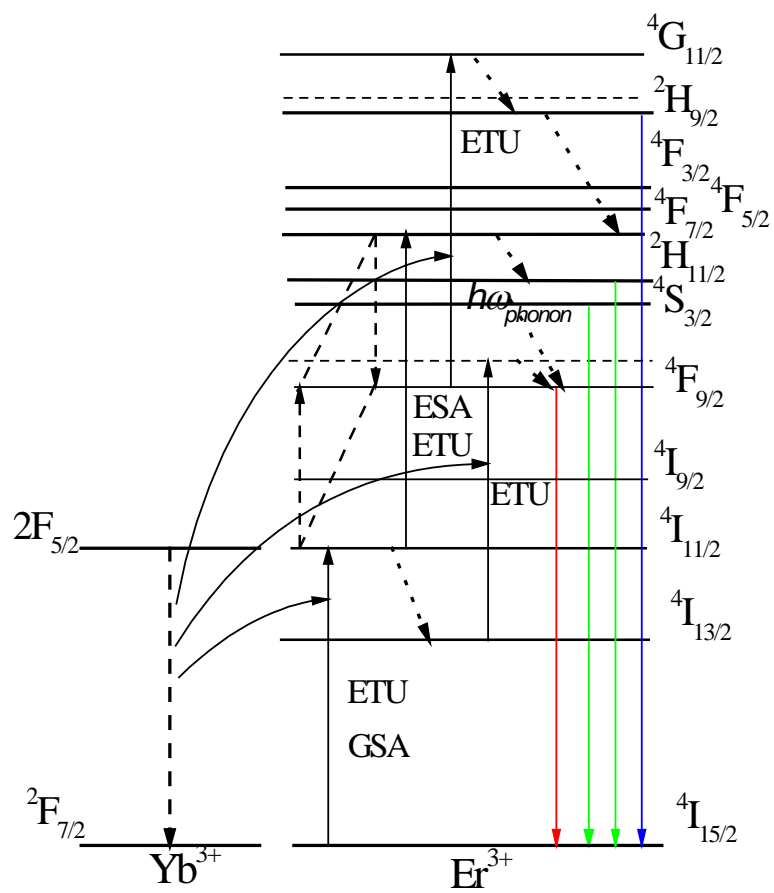 ⁴G₁₁/₂
²H₉/₂
ETU
⁴F₃/₂ ⁴F₅/₂
⁴F₇/₂
²H₁₁/₂
hω_phonon
⁴S₃/₂
⁴F₉/₂
ESA
ETU
⁴I₉/₂
ETU
2F₅/₂
⁴I₁₁/₂
⁴I₁₃/₂
ETU
GSA
²F₇/₂
⁴I₁₅/₂
Yb³⁺
Er³⁺